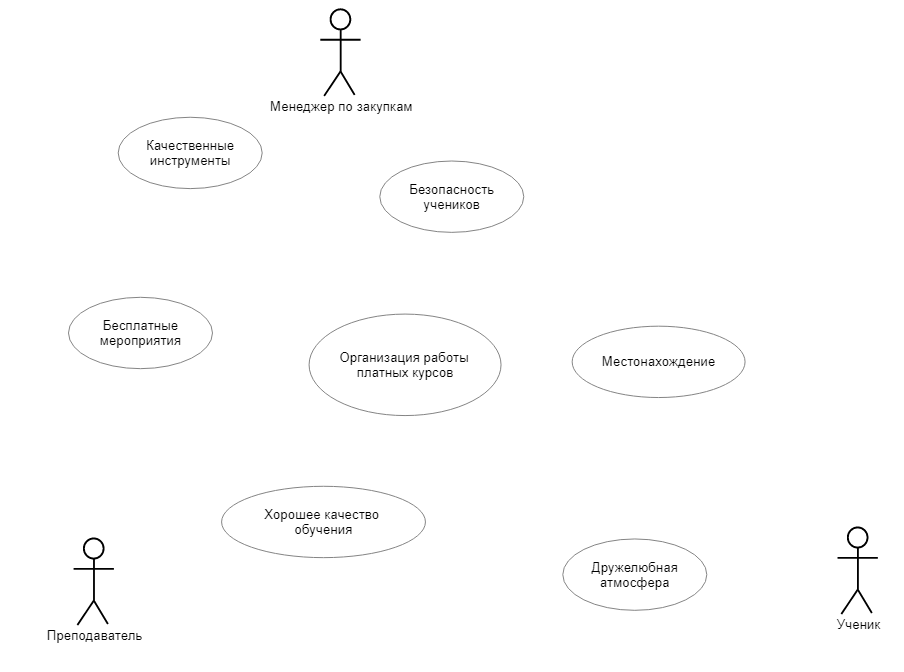 Менеджер по закупкам
Качественные
инструменты
Безопасность
учеников
Бесплатные
мероприятия
Организация работы
платных курсов
Местонахождение
Хорошее качество
обучения
Дружелюбная
атмосфера
Преподаватель
Ученик